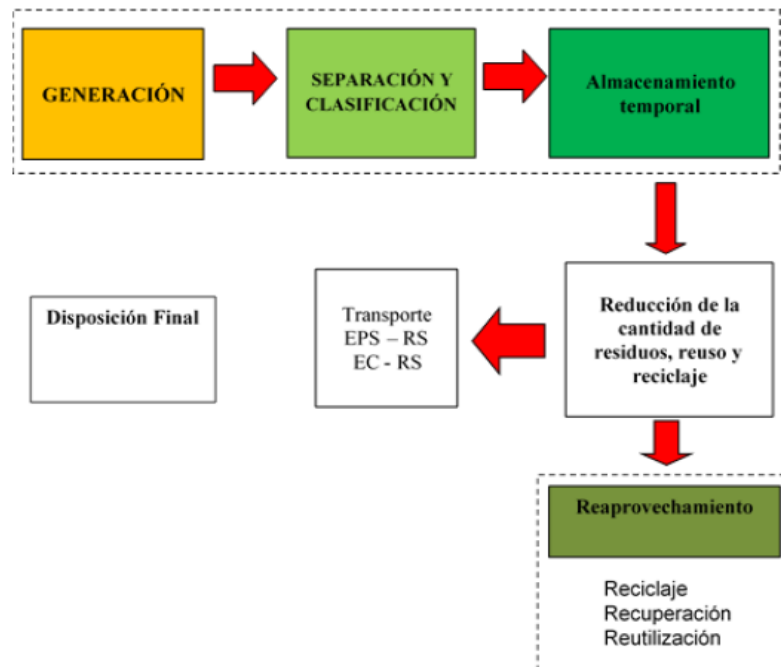 GENERACIÓN
SEPARACIÓN Y
CLASIFICACIÓN
Almacenamiento
temporal
Disposición Final
Transporte
EPS – RS
EC - RS
Reducción de la
cantidad de
residuos, reuso y
reciclaje
Reaprovechamiento
Reciclaje
Recuperación
Reutilización